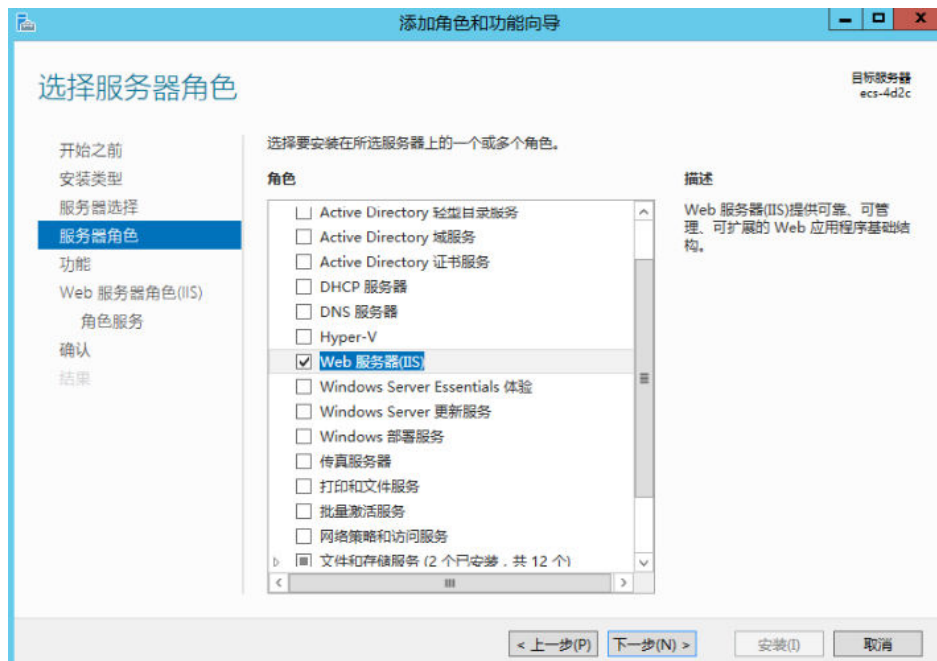 添加角色和功能向导
选择服务器角色
目标服务器
ecs-4d2c
开始之前
安装类型
服务器选择
服务器角色
功能
Web 服务器角色(IIS)
角色服务
确认
结果
选择要安装在所选服务器上的一个或多个角色。
角色
Active Directory 轻型目录服务
Active Directory 域服务
Active Directory 证书服务
DHCP 服务器
DNS 服务器
Hyper-V
Web 服务器(IIS)
Windows Server Essentials 体验
Windows Server 更新服务
Windows 部署服务
传真服务器
打印和文件服务
批量激活服务
网络策略和访问服务
文件和存储服务 (2 个已安装，共 12 个)
描述
Web 服务器(IIS)提供可靠、可管
理、可扩展的 Web 应用程序基础结
构。
< 上一步(P)
下一步(N) >
安装(I)
取消